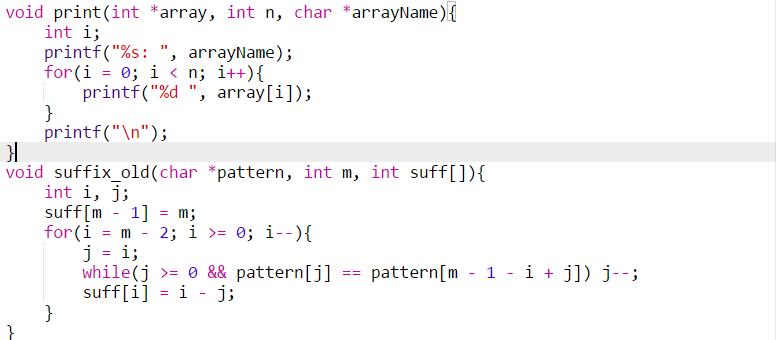 void print(int *array, int n, char *arrayName){
    int i;
    printf("%s: ", arrayName);
    for(i = 0; i < n; i++){
        printf("%d ", array[i]);
    }
    printf("\n");
}
void suffix_old(char *pattern, int m, int suff[]){
    int i, j;
    suff[m - 1] = m;
    for(i = m - 2; i >= 0; i--){
        j = i;
        while(j >= 0 && pattern[j] == pattern[m - 1 - i + j]) j--;
        suff[i] = i - j;
    }
}